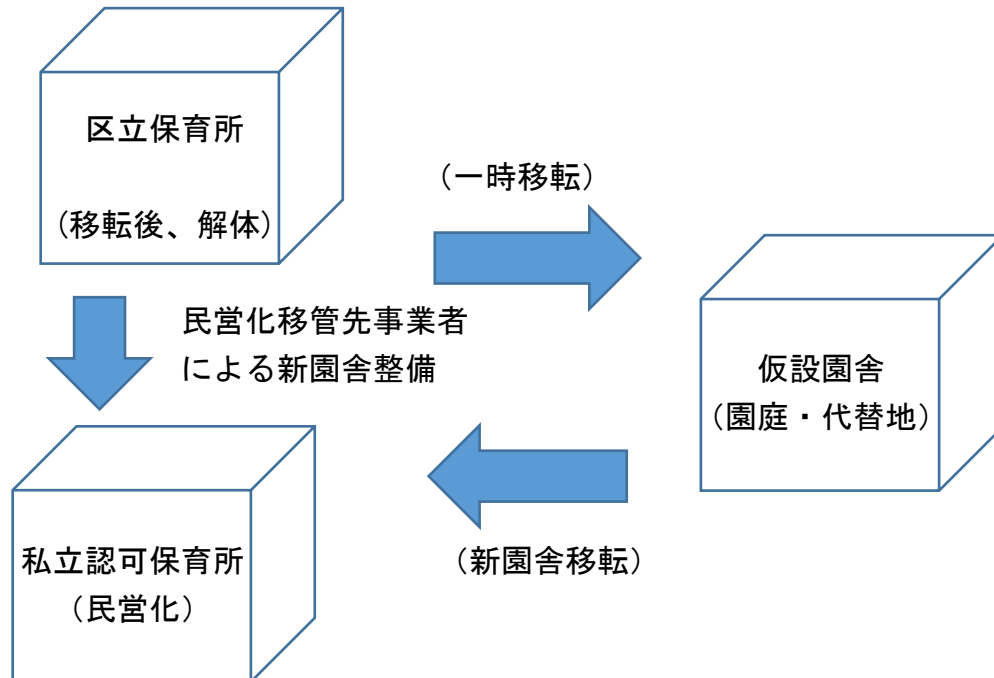 区立保育所
(移転後、解体)
(一時移転)
民営化移管先事業者
による新園舎整備
仮設園舎
(園庭・代替地)
(新園舎移転)
私立認可保育所
(民営化)